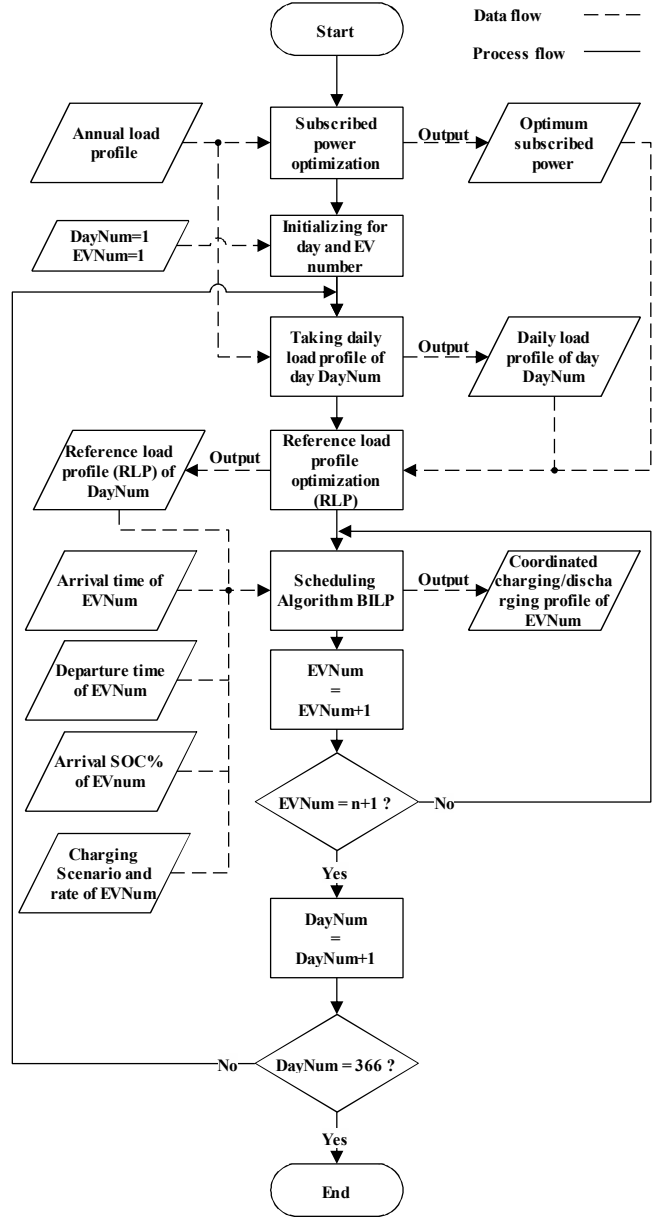 Start
Data flow
Process flow
Annual load
profile
Subscribed
power
optimization
Output
Optimum
subscribed
power
DayNum=1
EVNum=1
Initializing for
day and EV
number
Taking daily
load profile of
day DayNum
Output
Daily load
profile of day
DayNum
Reference load
profile (RLP) of
DayNum
Output
Reference load
profile
optimization
(RLP)
Arrival time of
EVNum
Scheduling
Algorithm BILP
Output
Coordinated
charging/discha
rging profile of
EVNum
Departure time
of EVNum
EVNum
=
EVNum+1
Arrival SOC%
of EVnum
EVNum = n+1 ?
No
Charging
Scenario and
rate of EVNum
Yes
DayNum
=
DayNum+1
No
DayNum = 366 ?
Yes
End